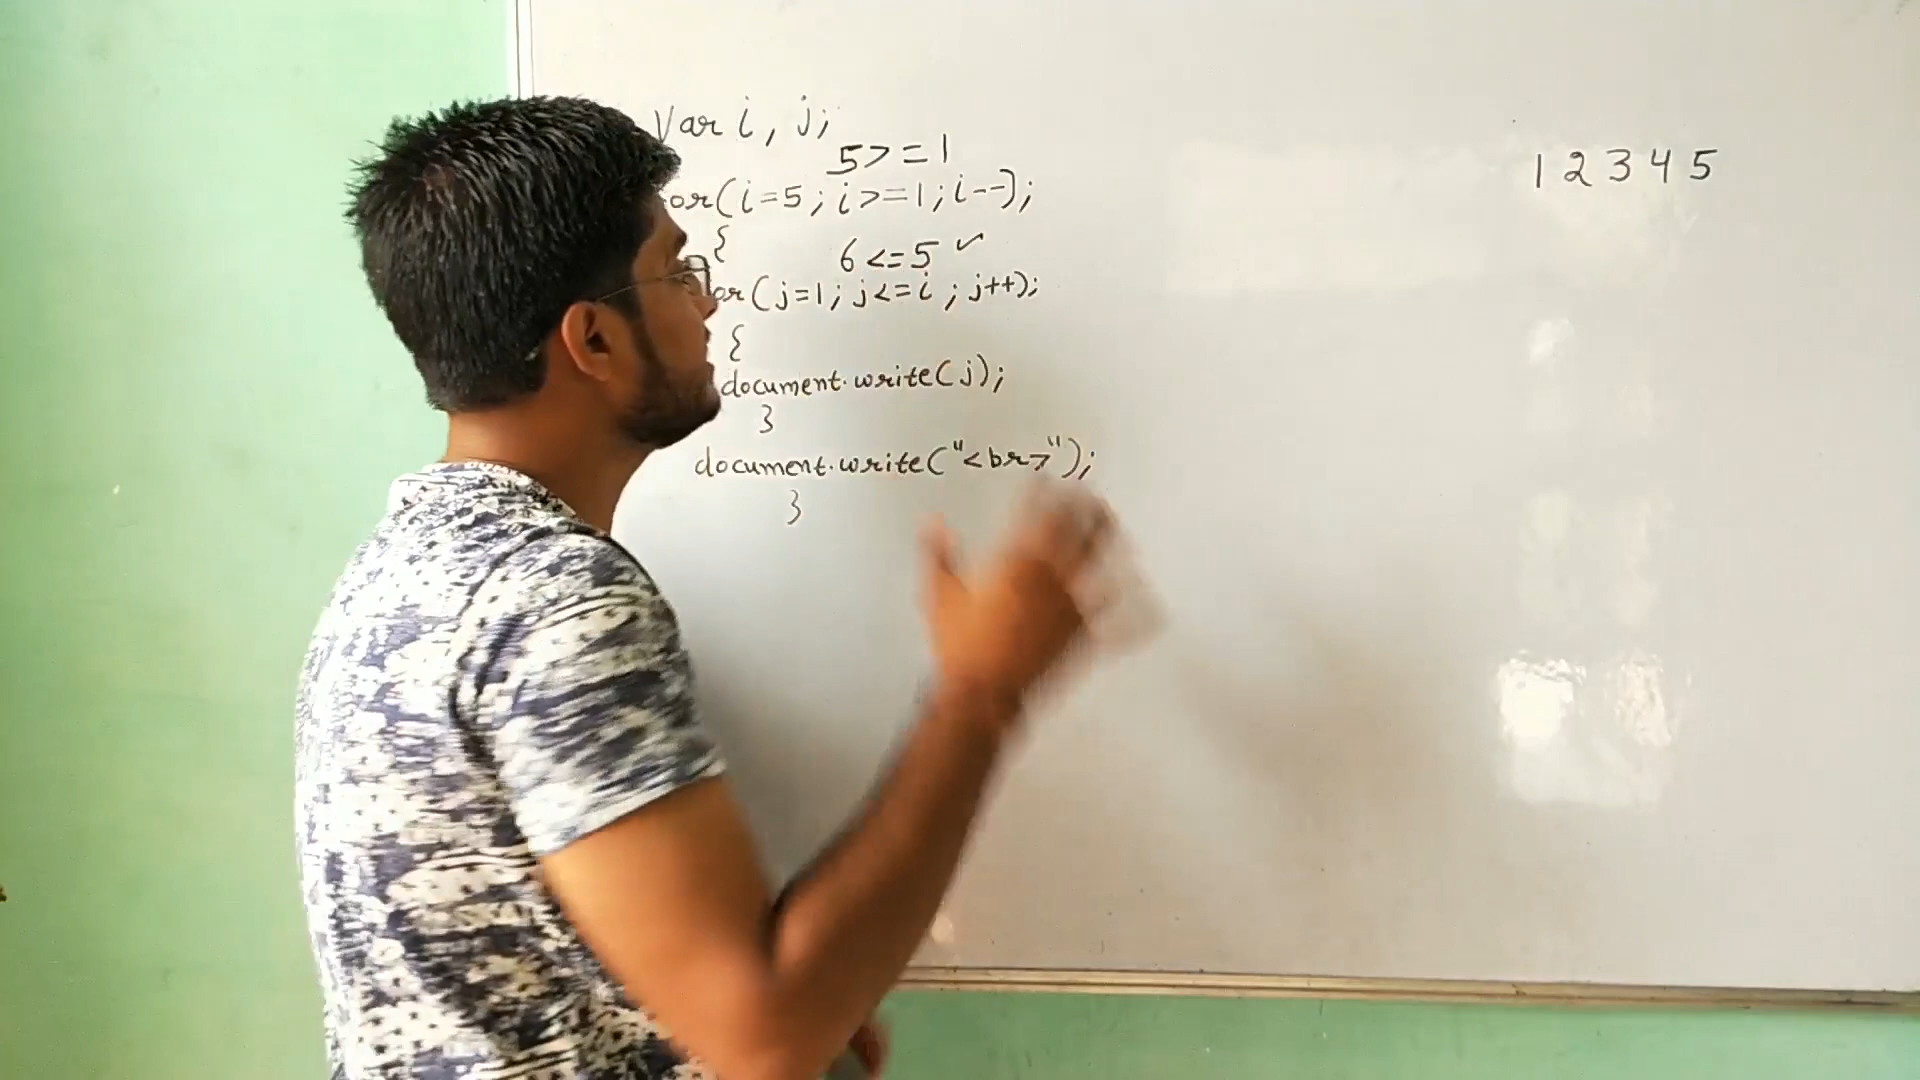 Var i, j;
5>=1
or(i=5; i>=1; i--);
{
6<=5 ✓
or(j=1; j<=i; j++);
{
document.write(j);
}
document.write("<br>");
}
1 2 3 4 5